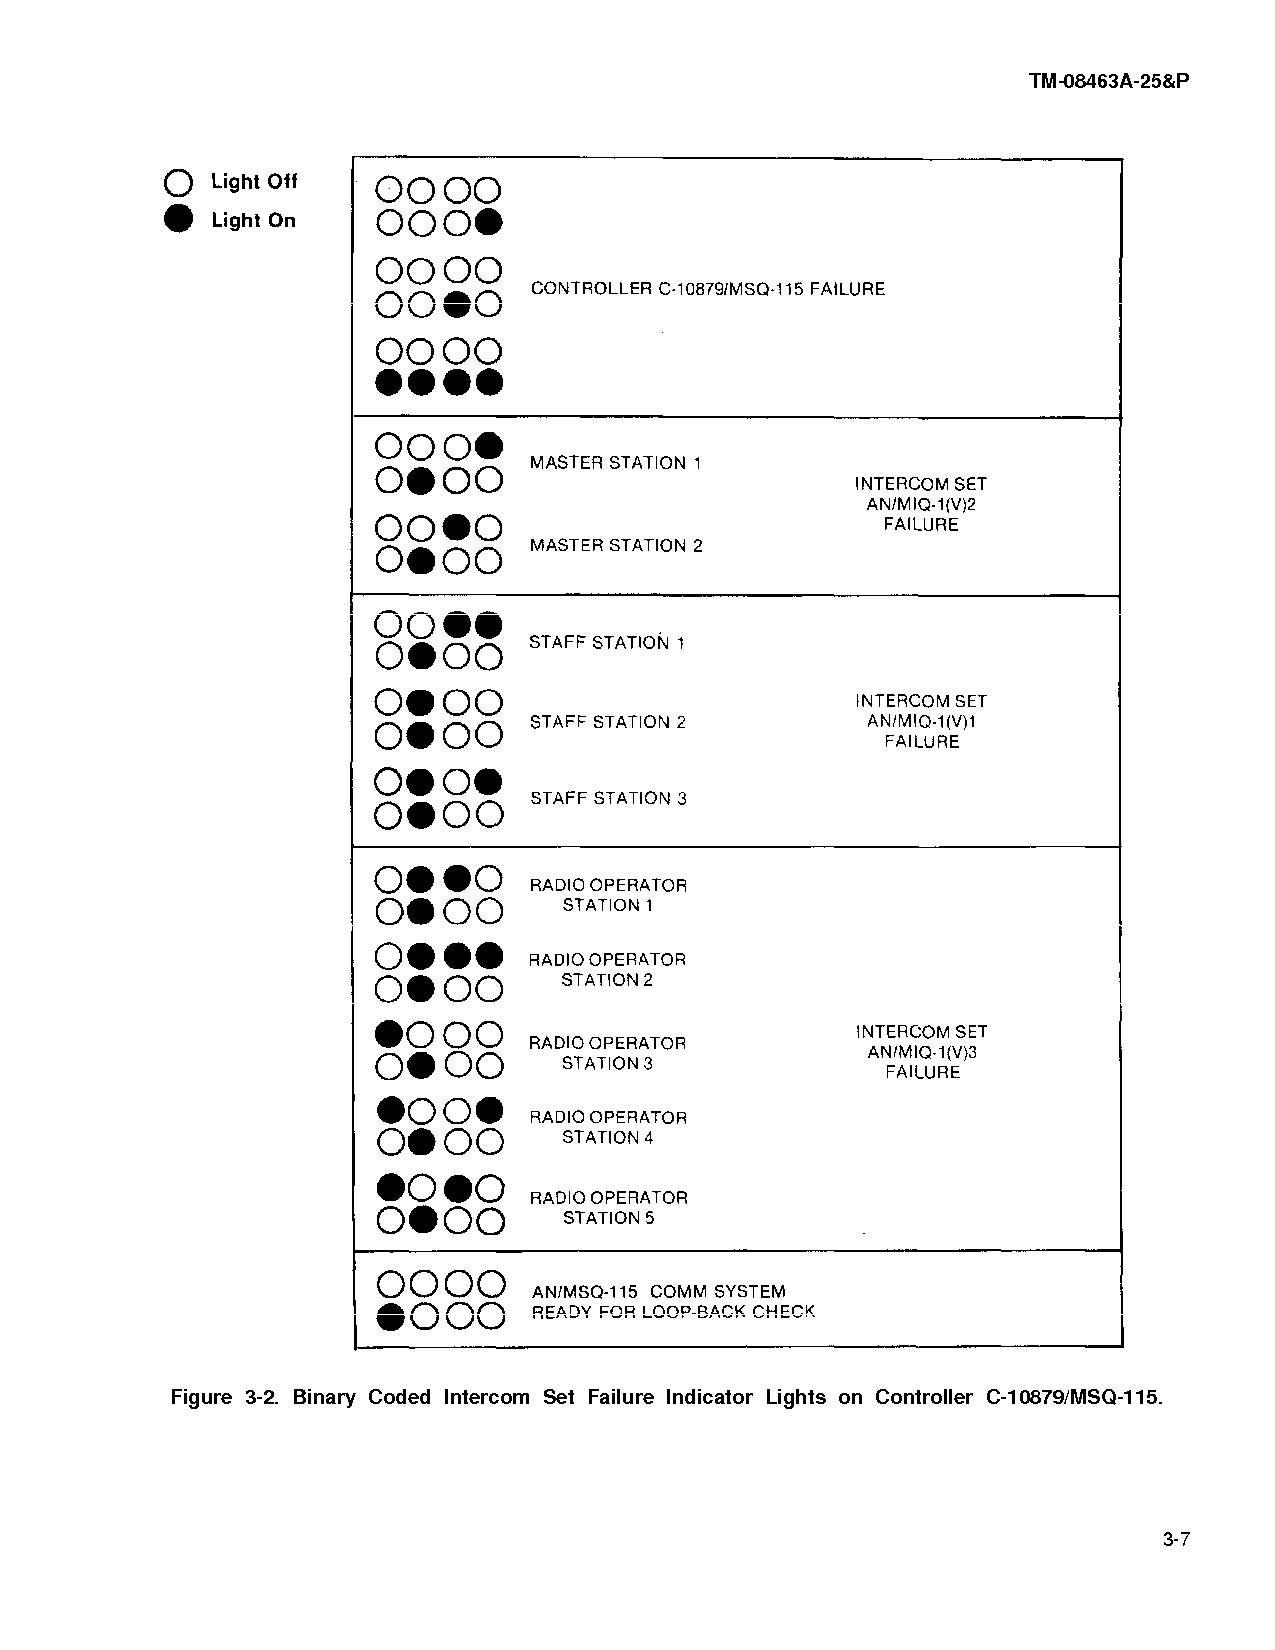 TM-08463A-25&P
Light Off
Light On
CONTROLLER C-10879/MSQ-115 FAILURE
MASTER STATION 1
INTERCOM SET
AN/MIQ-1(V)2
FAILURE
MASTER STATION 2
STAFF STATION 1
STAFF STATION 2
INTERCOM SET
AN/MIQ-1(V)1
FAILURE
STAFF STATION 3
RADIO OPERATOR
STATION 1
RADIO OPERATOR
STATION 2
RADIO OPERATOR
STATION 3
INTERCOM SET
AN/MIQ-1(V)3
FAILURE
RADIO OPERATOR
STATION 4
RADIO OPERATOR
STATION 5
AN/MSQ-115 COMM SYSTEM
READY FOR LOOP-BACK CHECK
Figure 3-2. Binary Coded Intercom Set Failure Indicator Lights on Controller C-10879/MSQ-115.
3-7